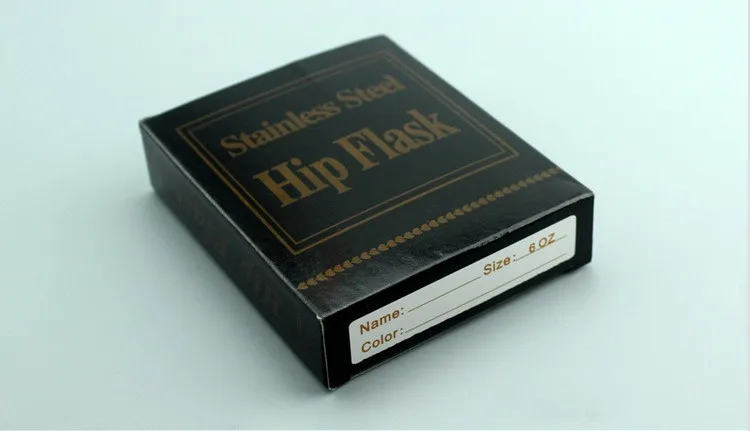 Stainless Steel
Hip Flask
Name: Size: 6 OZ
Color: